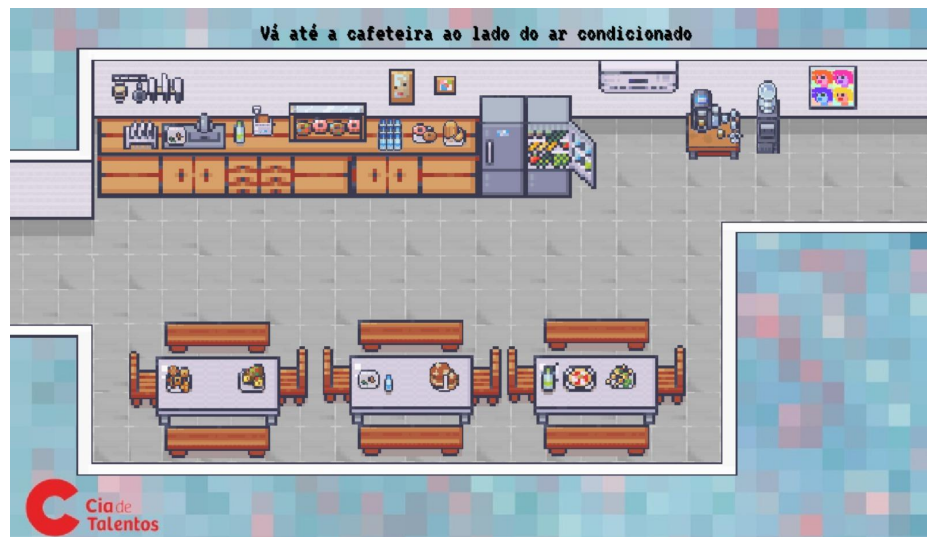 Vá até a cafeteira ao lado do ar condicionado
Cia de
Talentos